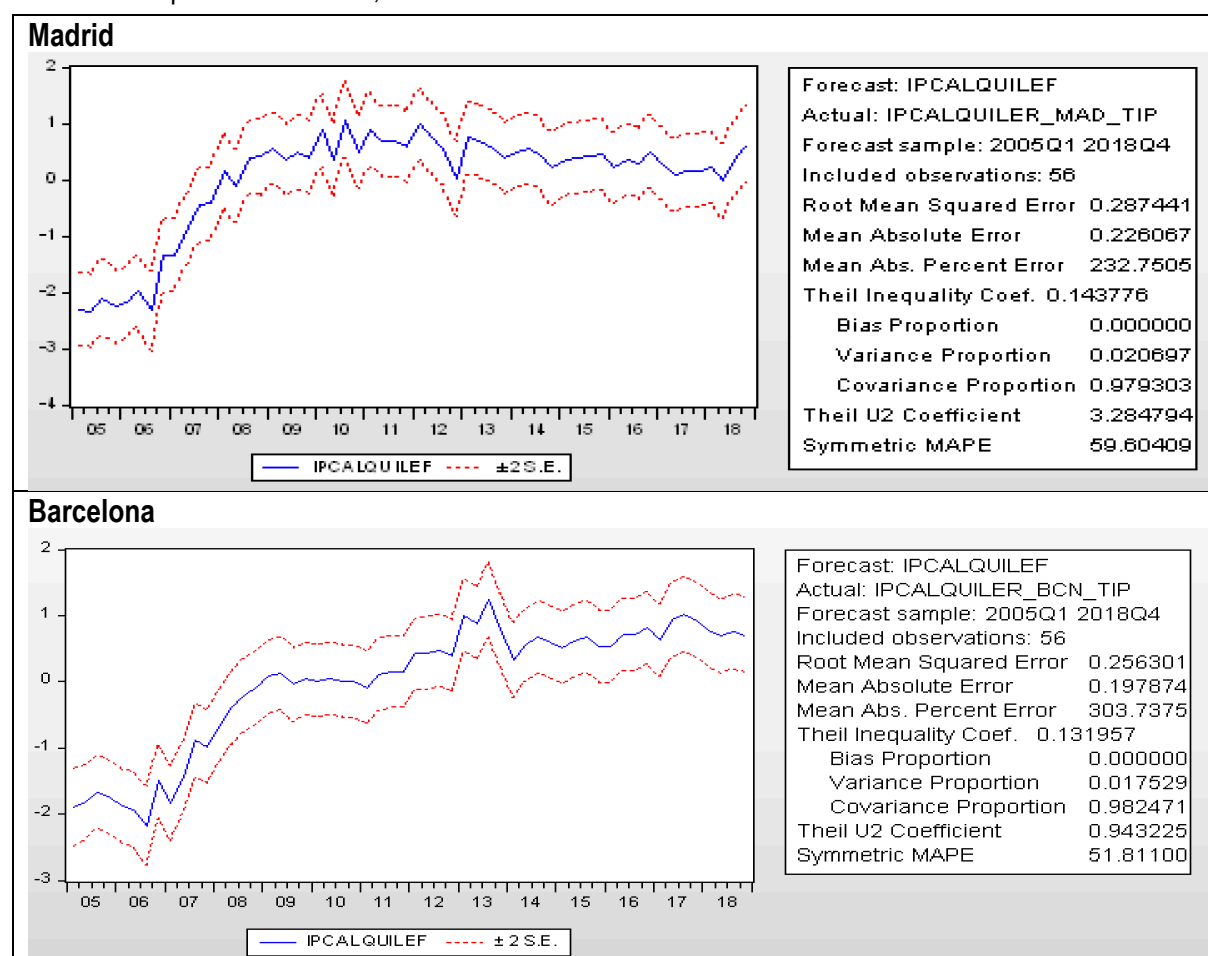 Madrid
2
1
0
-1
-2
-3
-4
05 06 07 08 09 10 11 12 13 14 15 16 17 18
IPCALQUILEF ±2 S.E.
Forecast: IPCALQUILEF
Actual: IPCALQUILER_MAD_TIP
Forecast sample: 2005Q1 2018Q4
Included observations: 56
Root Mean Squared Error 0.287441
Mean Absolute Error 0.226067
Mean Abs. Percent Error 232.7505
Theil Inequality Coef. 0.143776
Bias Proportion 0.000000
Variance Proportion 0.020697
Covariance Proportion 0.979303
Theil U2 Coefficient 3.284794
Symmetric MAPE 59.60409
Barcelona
2
1
0
-1
-2
-3
05 06 07 08 09 10 11 12 13 14 15 16 17 18
IPCALQUILEF ± 2 S.E.
Forecast: IPCALQUILEF
Actual: IPCALQUILER_BCN_TIP
Forecast sample: 2005Q1 2018Q4
Included observations: 56
Root Mean Squared Error 0.256301
Mean Absolute Error 0.197874
Mean Abs. Percent Error 303.7375
Theil Inequality Coef. 0.131957
Bias Proportion 0.000000
Variance Proportion 0.017529
Covariance Proportion 0.982471
Theil U2 Coefficient 0.943225
Symmetric MAPE 51.81100